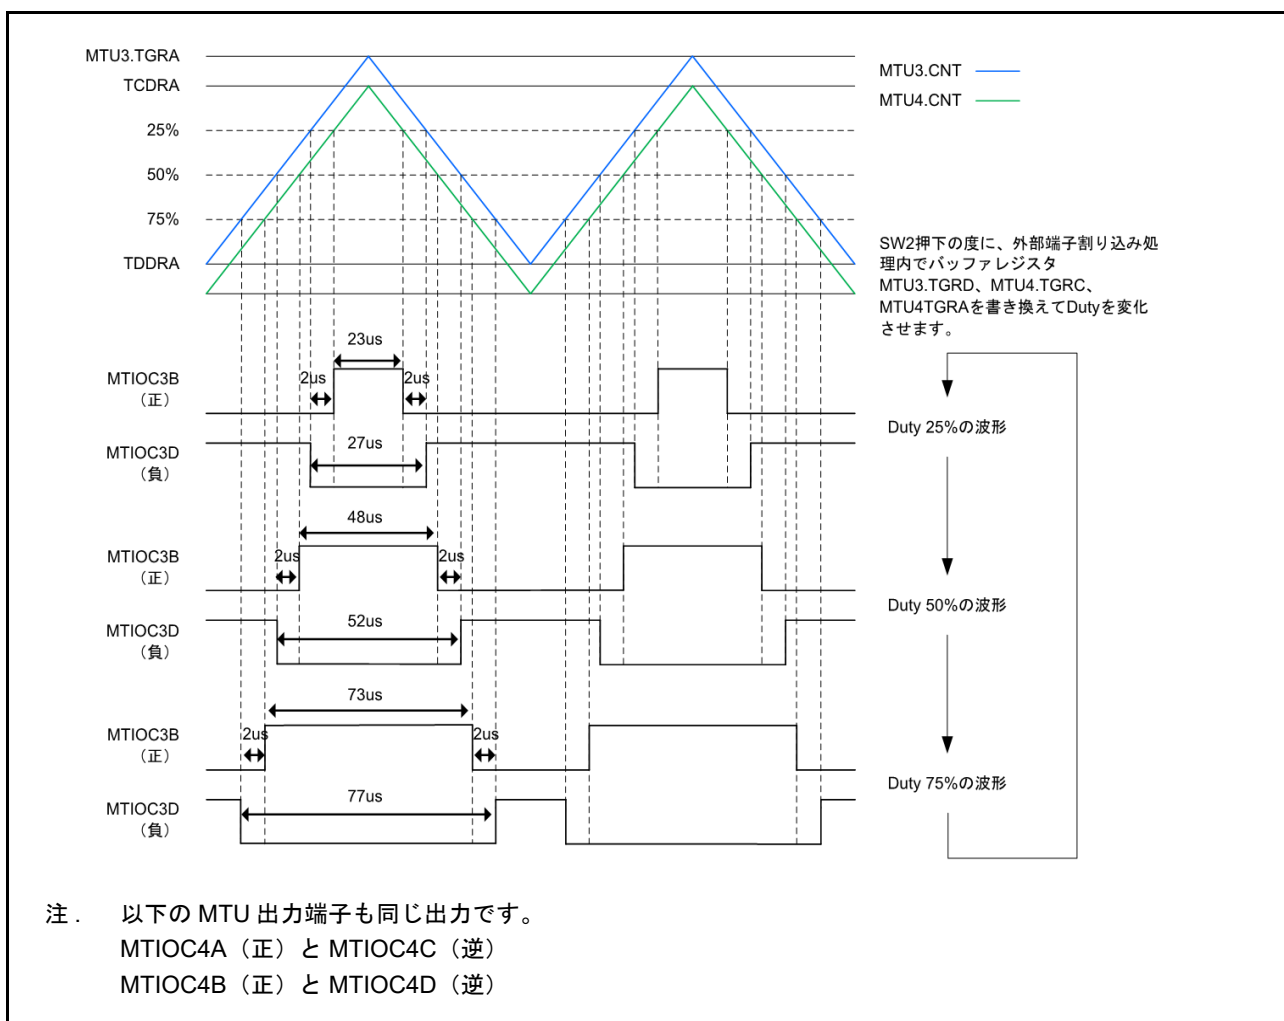 MTU3.TGRA
TCDRA
25%
50%
75%
TDDRA
MTU3.CNT
MTU4.CNT
SW2押下の度に、外部端子割り込み処
理内でバッファレジスタ
MTU3.TGRD、MTU4.TGRC、
MTU4TGRAを書き換えてDutyを変化
させます。
23us
MTIOC3B
（正）
2us
2us
Duty 25%の波形
MTIOC3D
（負）
27us
48us
MTIOC3B
（正）
2us
2us
Duty 50%の波形
MTIOC3D
（負）
52us
73us
MTIOC3B
（正）
2us
2us
Duty 75%の波形
MTIOC3D
（負）
77us
注． 以下の MTU 出力端子も同じ出力です。
MTIOC4A（正）と MTIOC4C（逆）
MTIOC4B（正）と MTIOC4D（逆）